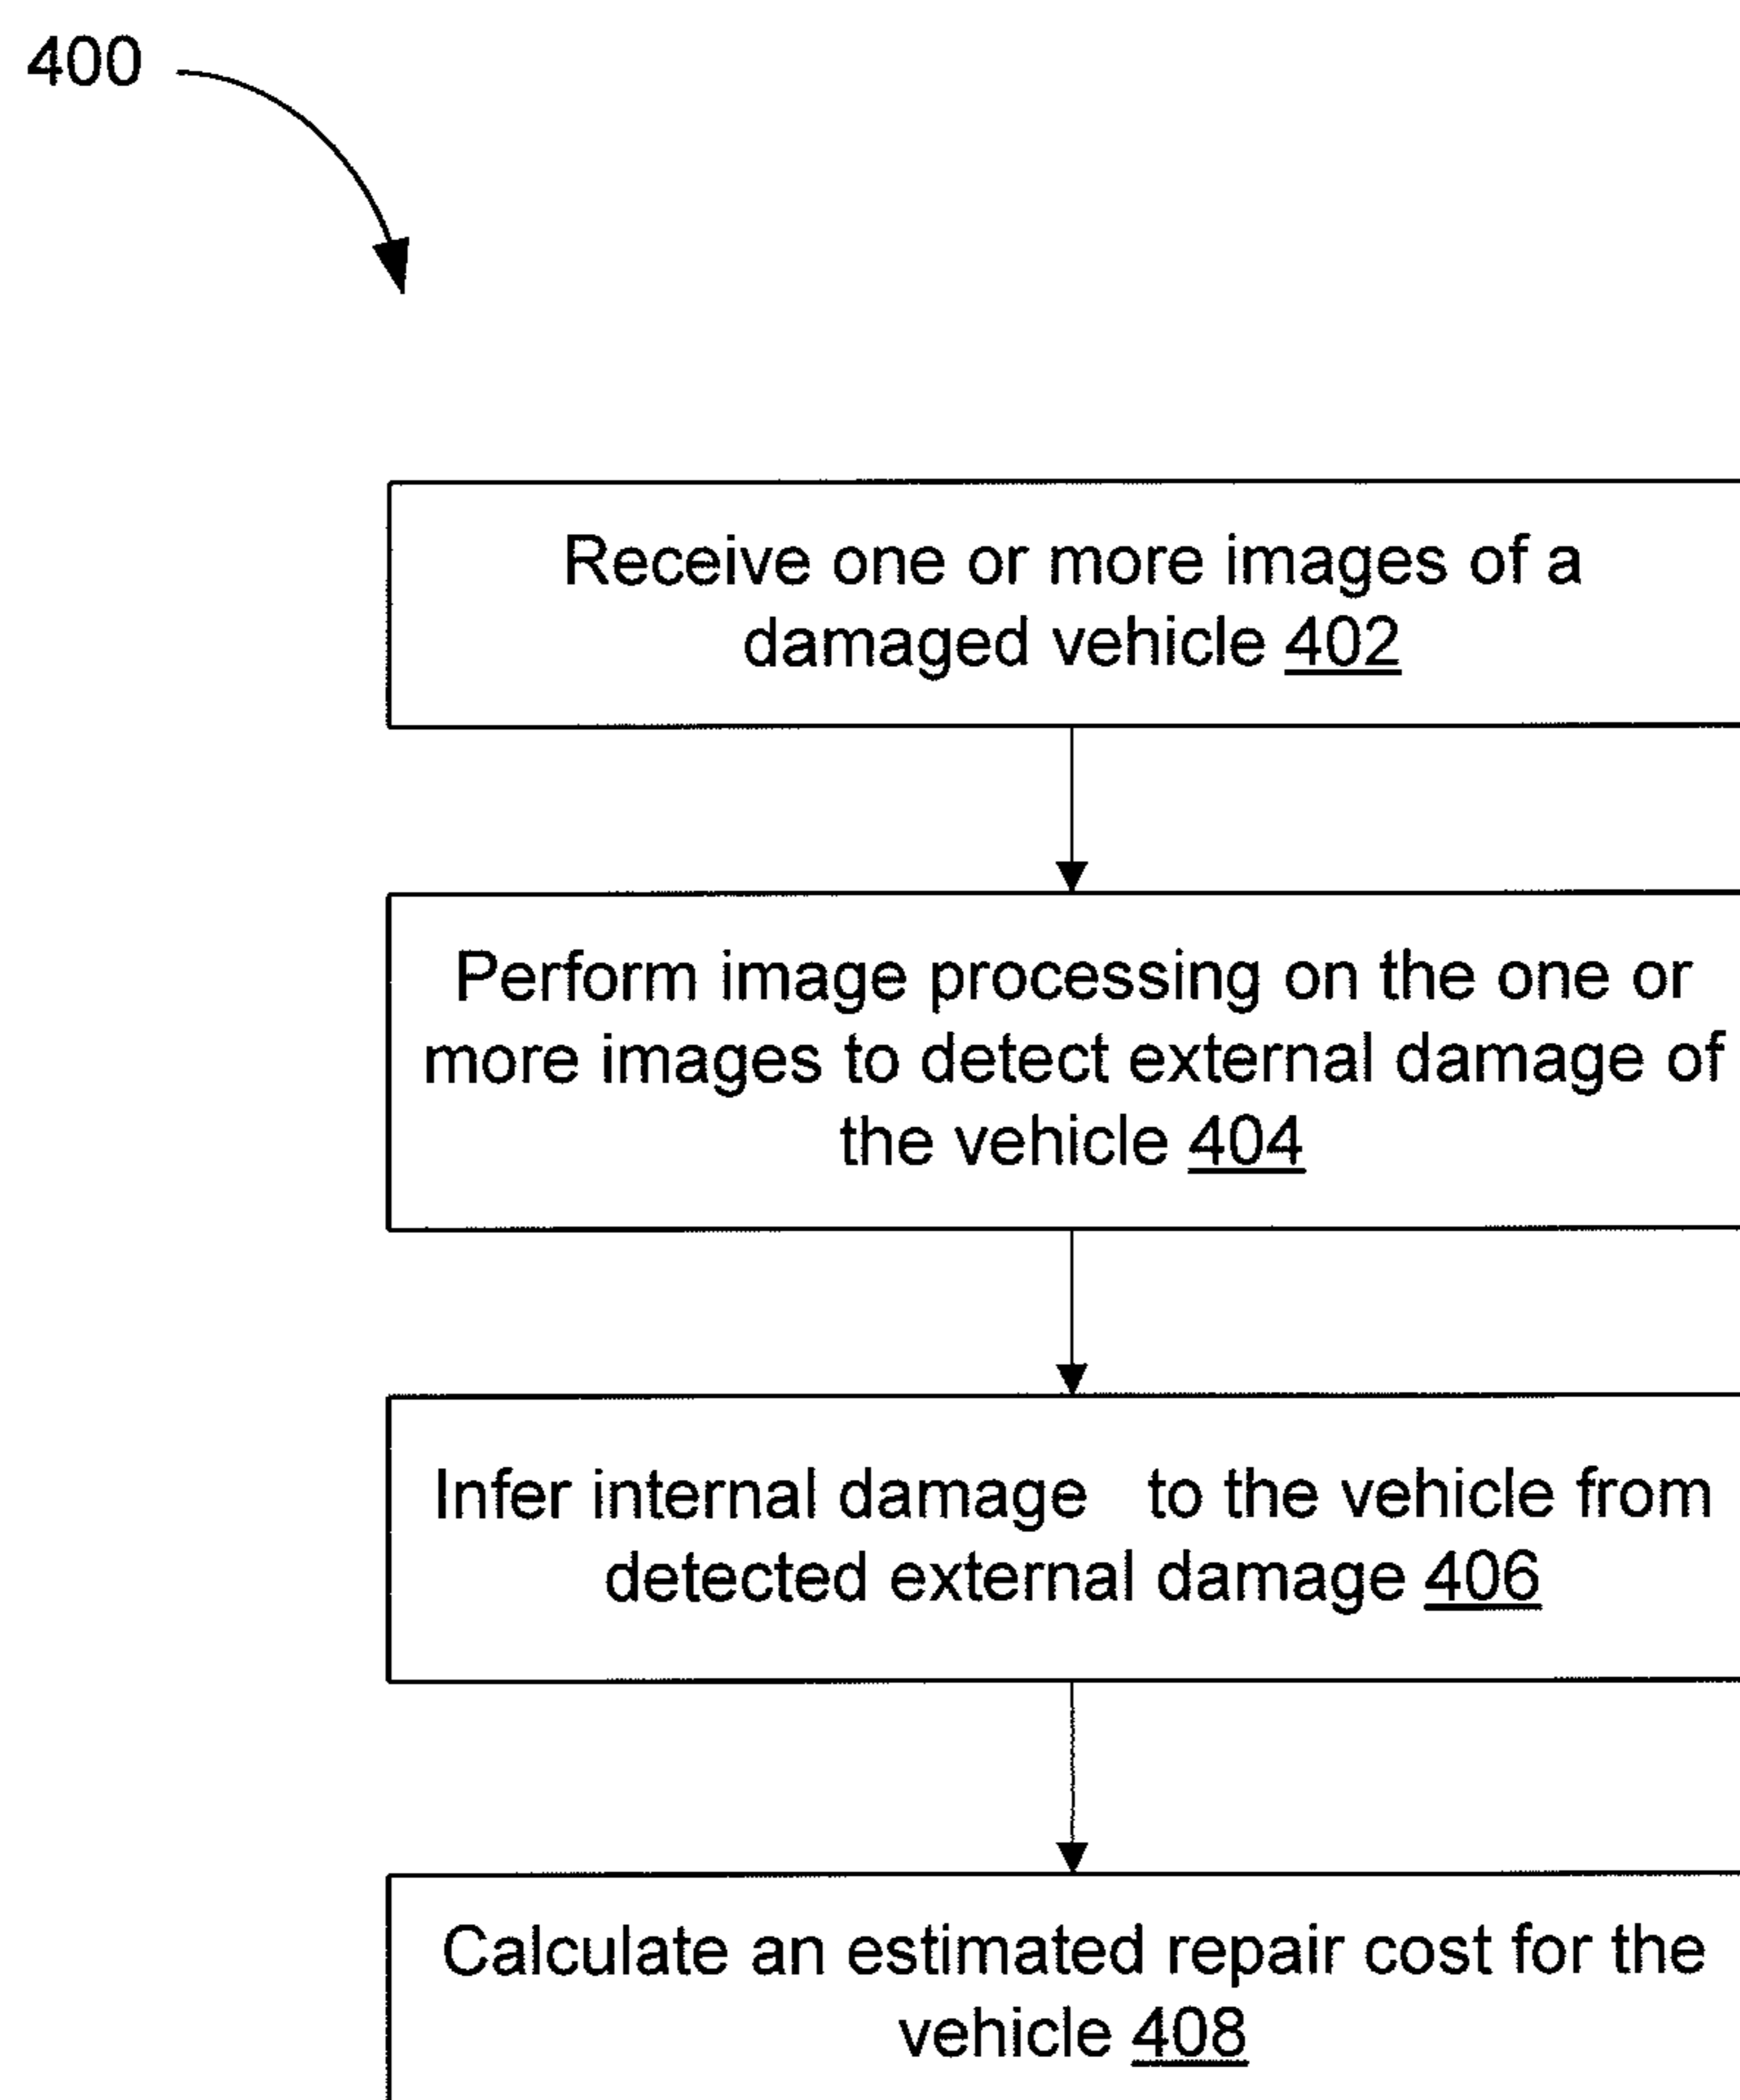 400
Receive one or more images of a
damaged vehicle 402
Perform image processing on the one or
more images to detect external damage of
the vehicle 404
Infer internal damage to the vehicle from
detected external damage 406
Calculate an estimated repair cost for the
vehicle 408